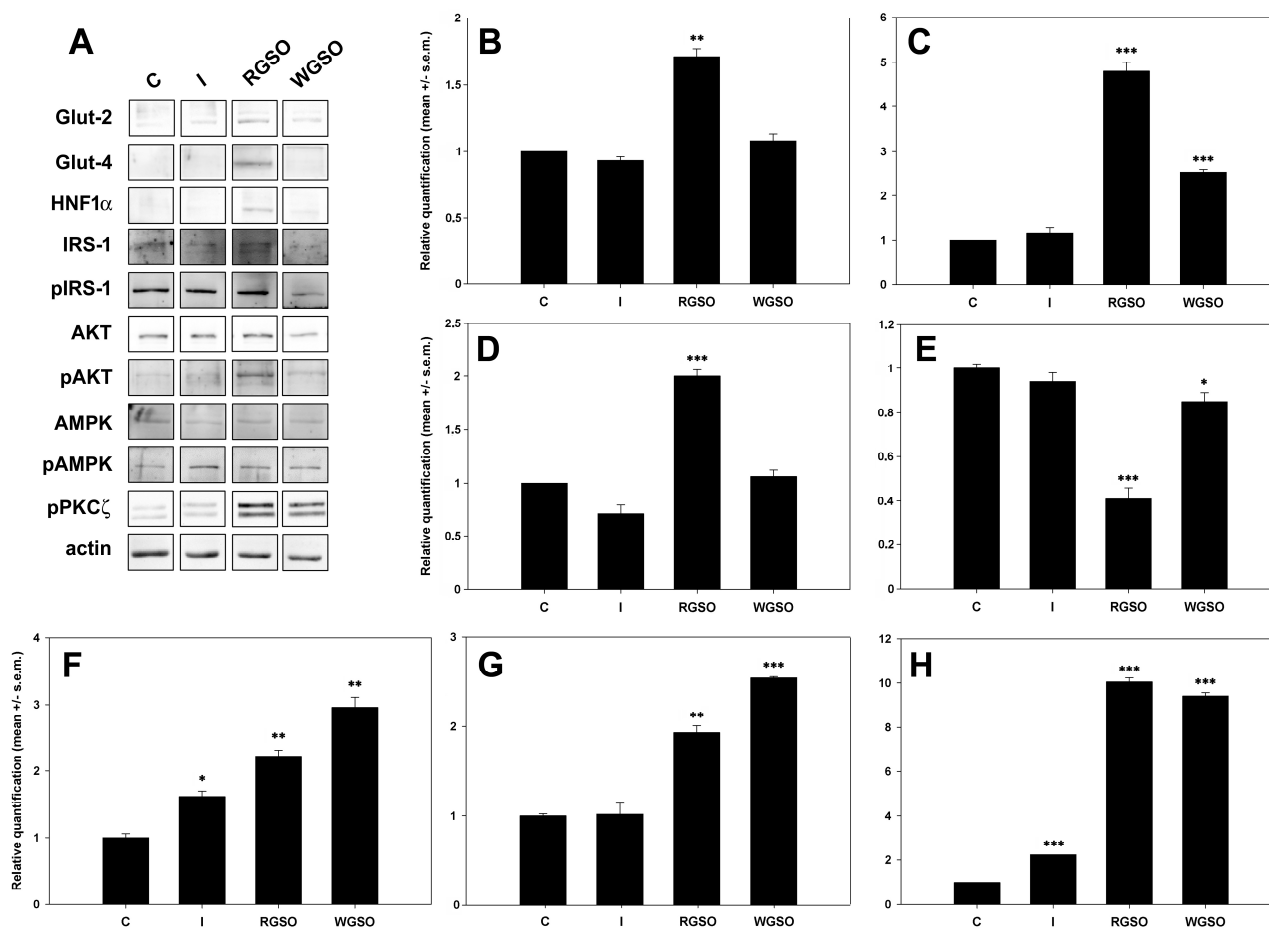 A
C I RGSO WGSO
Glut-2
Glut-4
HNF1α
IRS-1
pIRS-1
AKT
pAKT
AMPK
pAMPK
pPKCζ
actin
B
Relative quantification (mean +/- s.e.m.)
2
1.5
1
0.5
0
**
C I RGSO WGSO
C
6
5
4
3
2
1
0
***
***
C I RGSO WGSO
D
Relative quantification (mean +/- s.e.m.)
2.5
2
1.5
1
0.5
0
***
C I RGSO WGSO
E
1.2
1
0.8
0.6
0.4
0.2
0
***
*
C I RGSO WGSO
F
Relative quantification (mean +/- s.e.m.)
4
3
2
1
0
*
**
**
C I RGSO WGSO
G
3
2
1
0
**
***
C I RGSO WGSO
H
12
10
8
6
4
2
0
***
***
***
C I RGSO WGSO